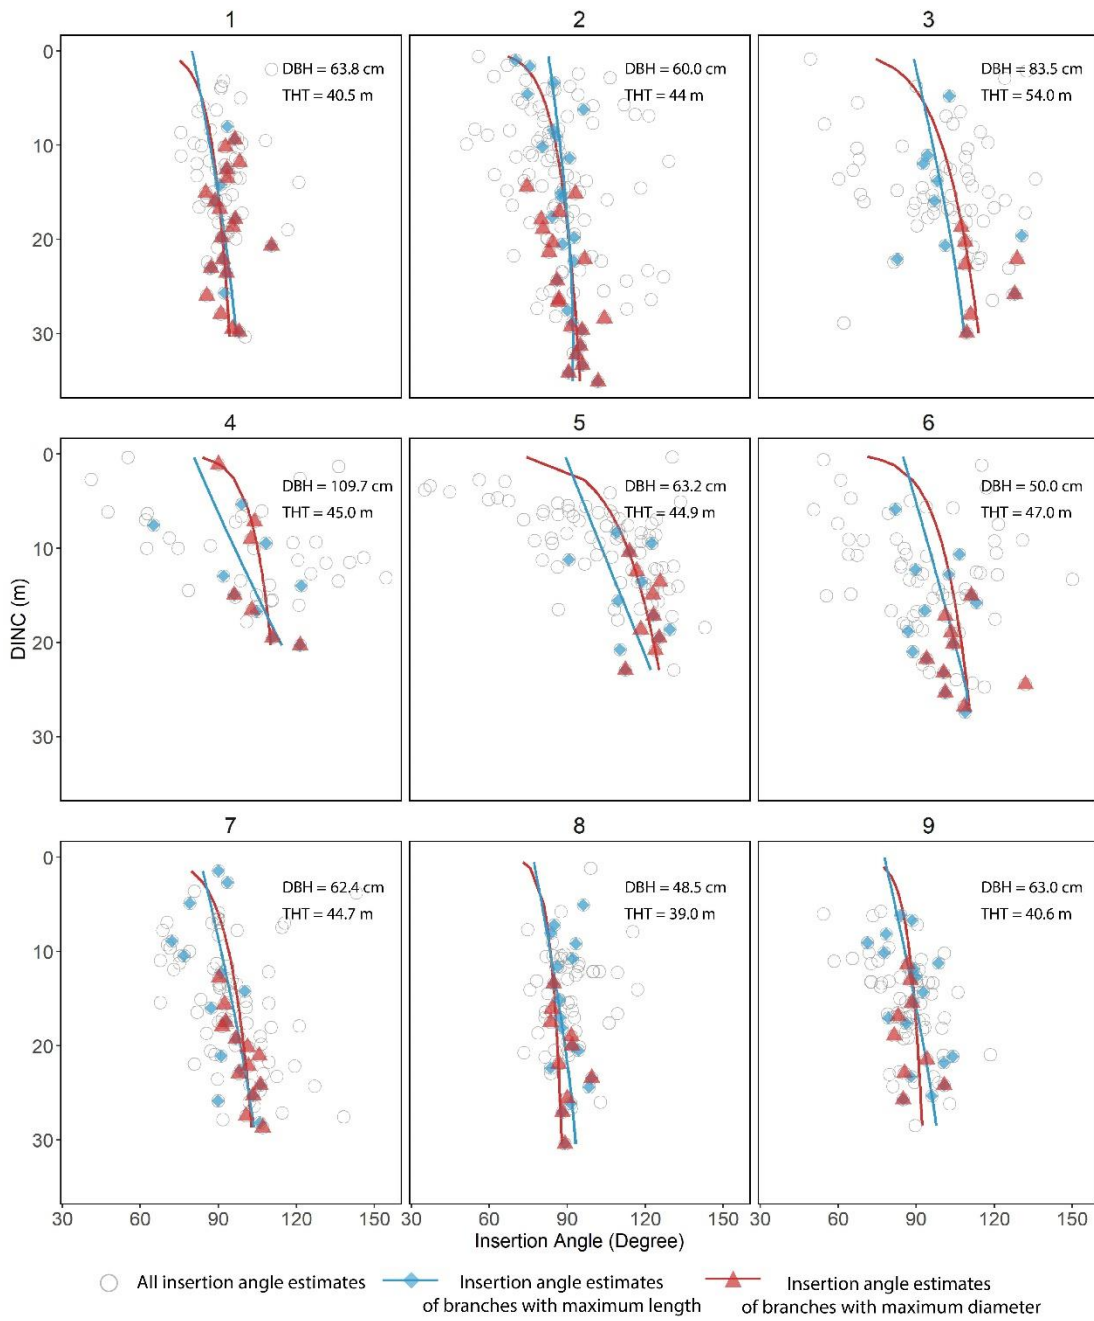 1
2
3
0
10
20
30
DBH = 63.8 cm
THT = 40.5 m
DBH = 60.0 cm
THT = 44 m
DBH = 83.5 cm
THT = 54.0 m
4
5
6
0
10
20
30
DINC (m)
DBH = 109.7 cm
THT = 45.0 m
DBH = 63.2 cm
THT = 44.9 m
DBH = 50.0 cm
THT = 47.0 m
7
8
9
0
10
20
30
DBH = 62.4 cm
THT = 44.7 m
DBH = 48.5 cm
THT = 39.0 m
DBH = 63.0 cm
THT = 40.6 m
30 60 90 120 150
30 60 90 120 150
30 60 90 120 150
Insertion Angle (Degree)
All insertion angle estimates
Insertion angle estimates
of branches with maximum length
Insertion angle estimates
of branches with maximum diameter